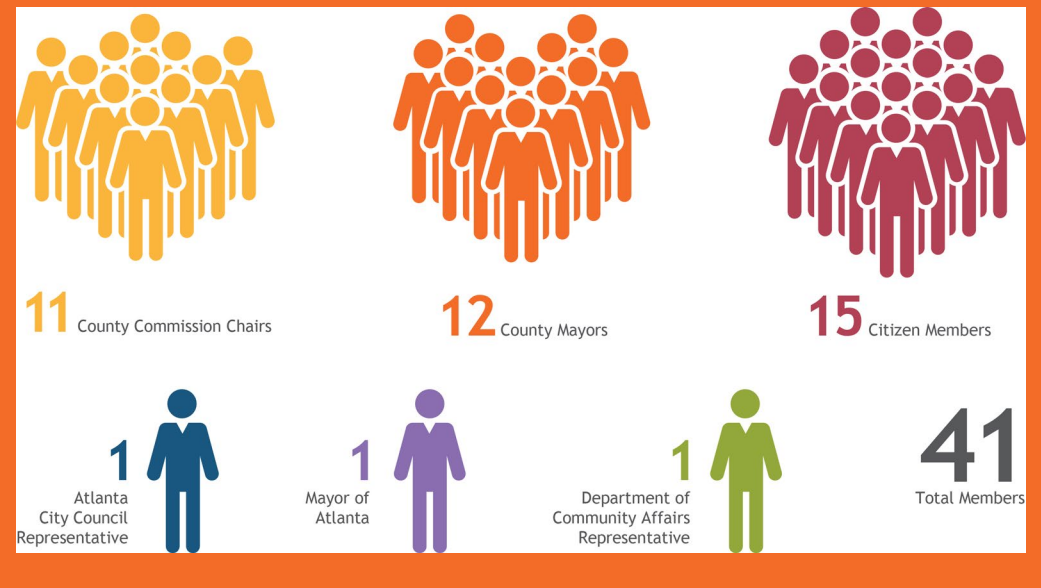 11 County Commission Chairs
12 County Mayors
15 Citizen Members
1
Atlanta
City Council
Representative
1
Mayor of
Atlanta
1
Department of
Community Affairs
Representative
41
Total Members